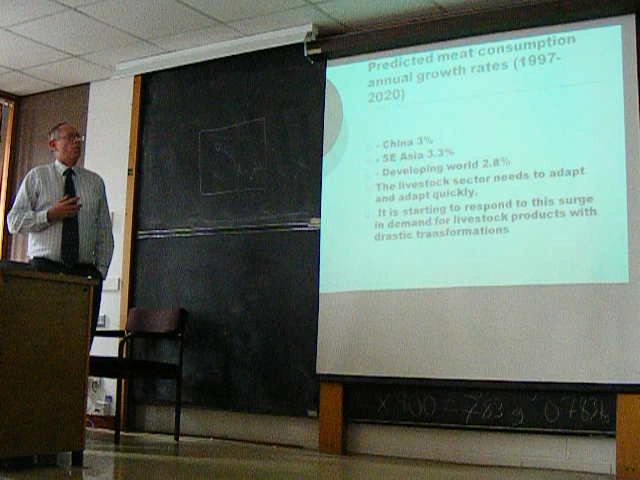 Predicted meat consumption
annual growth rates (1997-
2020)
- China 3%
- SE Asia 3.3%
- Developing world 2.8%
The livestock sector needs to adapt
and adapt quickly.
It is starting to respond to this surge
in demand for livestock products with
drastic transformations
x 900 = 783 g